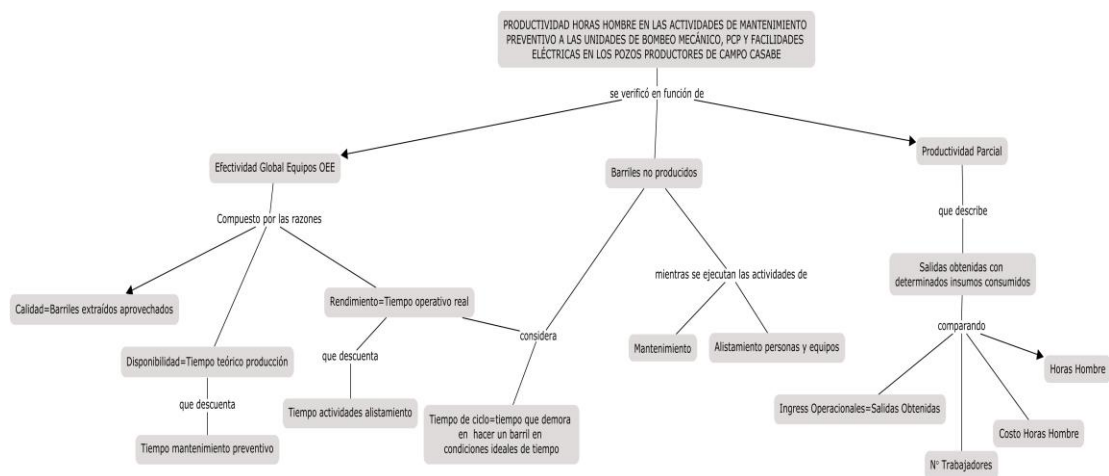 PRODUCTIVIDAD HORAS HOMBRE EN LAS ACTIVIDADES DE MANTENIMIENTO
PREVENTIVO A LAS UNIDADES DE BOMBEO MECÁNICO, PCP Y FACILIDADES
ELÉCTRICAS EN LOS POZOS PRODUCTORES DE CAMPO CASABE
se verificó en función de
Efectividad Global Equipos OEE
Barriles no producidos
Productividad Parcial
Compuesto por las razones
que describe
Salidas obtenidas con
determinados insumos consumidos
mientras se ejecutan las actividades de
Calidad=Barriles extraídos aprovechados
Rendimiento=Tiempo operativo real
considera
comparando
Mantenimiento
Alistamiento personas y equipos
Disponibilidad=Tiempo teórico producción
que descuenta
Horas Hombre
que descuenta
Tiempo actividades alistamiento
Tiempo de ciclo=tiempo que demora
en hacer un barril en
condiciones ideales de tiempo
Ingress Operacionales=Salidas Obtenidas
Costo Horas Hombre
Tiempo mantenimiento preventivo
Nº Trabajadores